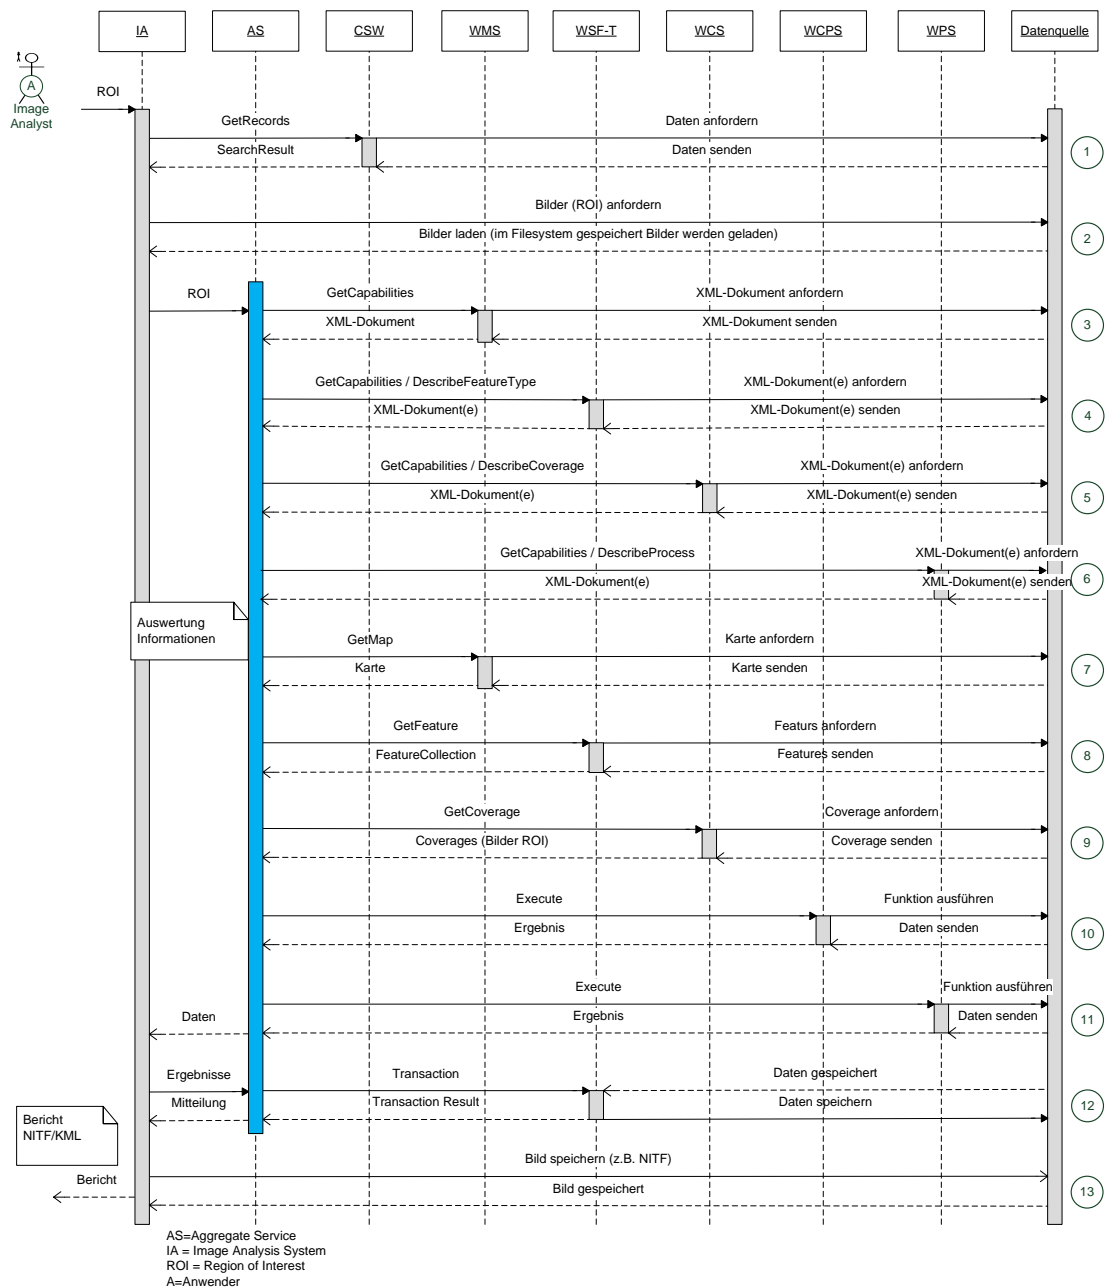 IA
AS
CSW
WMS
WSF-T
WCS
WCPS
WPS
Datenquelle
A
Image
Analyst
ROI
GetRecords
Daten anfordern
SearchResult
Daten senden
1
Bilder (ROI) anfordern
Bilder laden (im Filesystem gespeichert Bilder werden geladen)
2
ROI
GetCapabilities
XML-Dokument anfordern
XML-Dokument
XML-Dokument senden
3
GetCapabilities / DescribeFeatureType
XML-Dokument(e) anfordern
XML-Dokument(e)
XML-Dokument(e) senden
4
GetCapabilities / DescribeCoverage
XML-Dokument(e) anfordern
XML-Dokument(e)
XML-Dokument(e) senden
5
GetCapabilities / DescribeProcess
XML-Dokument(e) anfordern
XML-Dokument(e)
XML-Dokument(e) senden
6
Auswertung
Informationen
GetMap
Karte anfordern
Karte
Karte senden
7
GetFeature
Featurs anfordern
FeatureCollection
Features senden
8
GetCoverage
Coverage anfordern
Coverages (Bilder ROI)
Coverage senden
9
Execute
Funktion ausführen
Ergebnis
Daten senden
10
Execute
Funktion ausführen
Daten
Ergebnis
Daten senden
11
Ergebnisse
Transaction
Daten gespeichert
Mitteilung
Transaction Result
Daten speichern
12
Bericht
NITF/KML
Bild speichern (z.B. NITF)
Bericht
Bild gespeichert
13
AS=Aggregate Service
IA = Image Analysis System
ROI = Region of Interest
A=Anwender